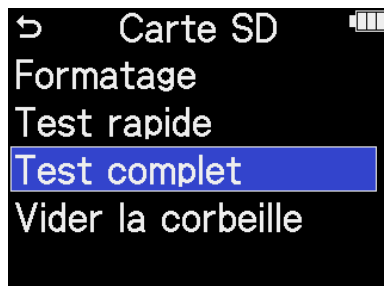 Carte SD
Formatage
Test rapide
Test complet
Vider la corbeille